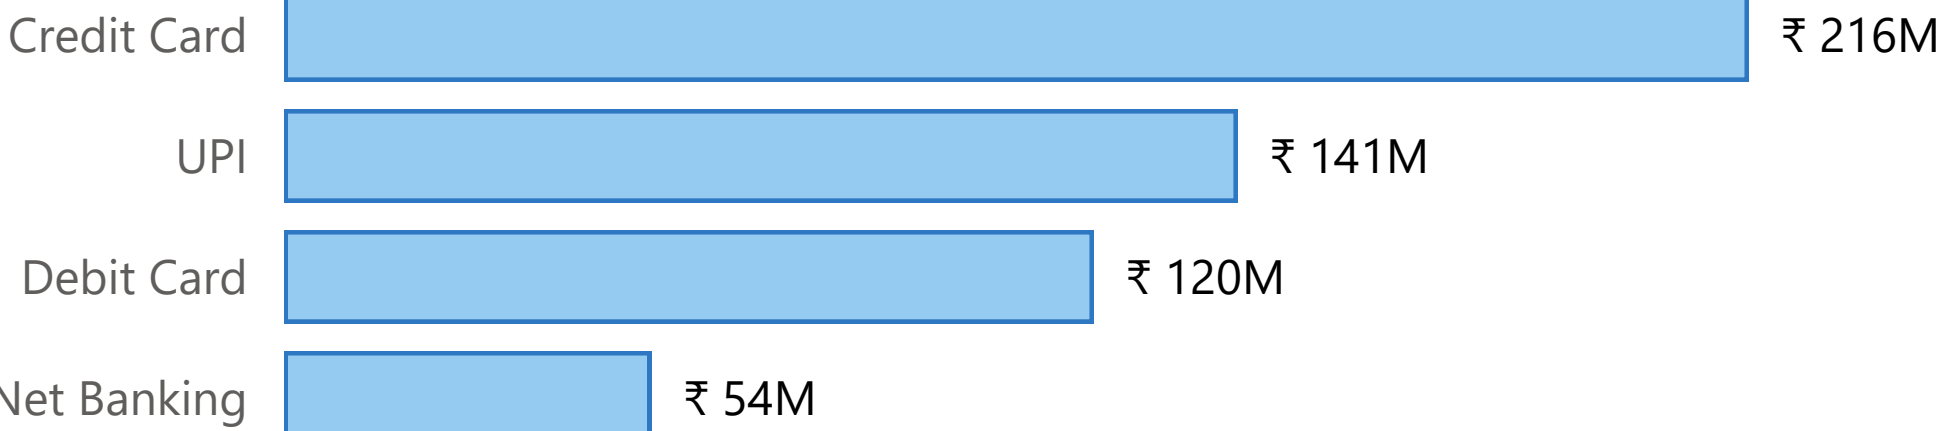 Credit Card ₹ 216M
UPI ₹ 141M
Debit Card ₹ 120M
Net Banking ₹ 54M